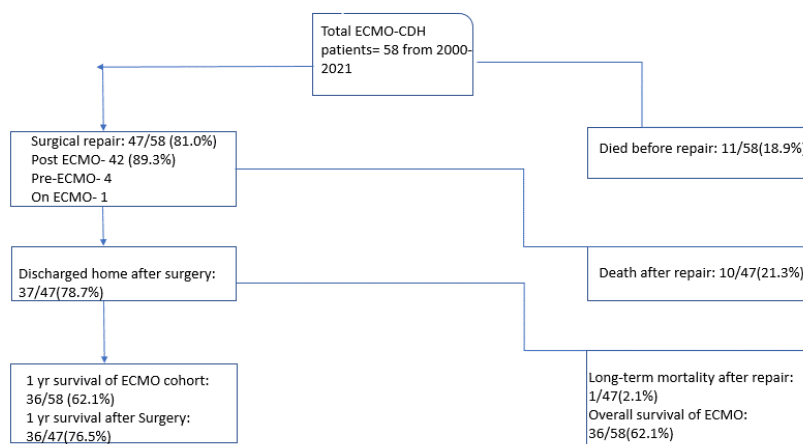 Total ECMO-CDH
patients= 58 from 2000-
2021
Surgical repair: 47/58 (81.0%)
Post ECMO- 42 (89.3%)
Pre-ECMO- 4
On ECMO- 1
Died before repair: 11/58(18.9%)
Discharged home after surgery:
37/47(78.7%)
Death after repair: 10/47(21.3%)
1 yr survival of ECMO cohort:
36/58 (62.1%)
1 yr survival after Surgery:
36/47(76.5%)
Long-term mortality after repair:
1/47(2.1%)
Overall survival of ECMO:
36/58(62.1%)